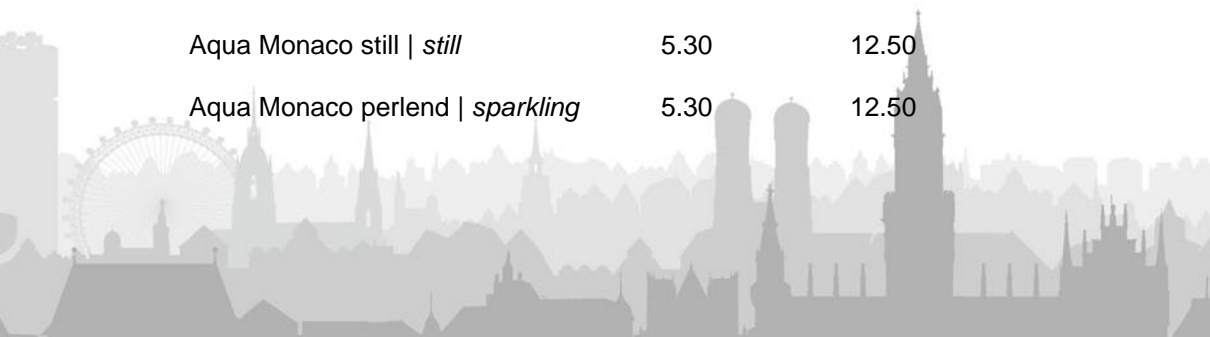 Aqua Monaco still | still 5.30 12.50
Aqua Monaco perlend | sparkling 5.30 12.50